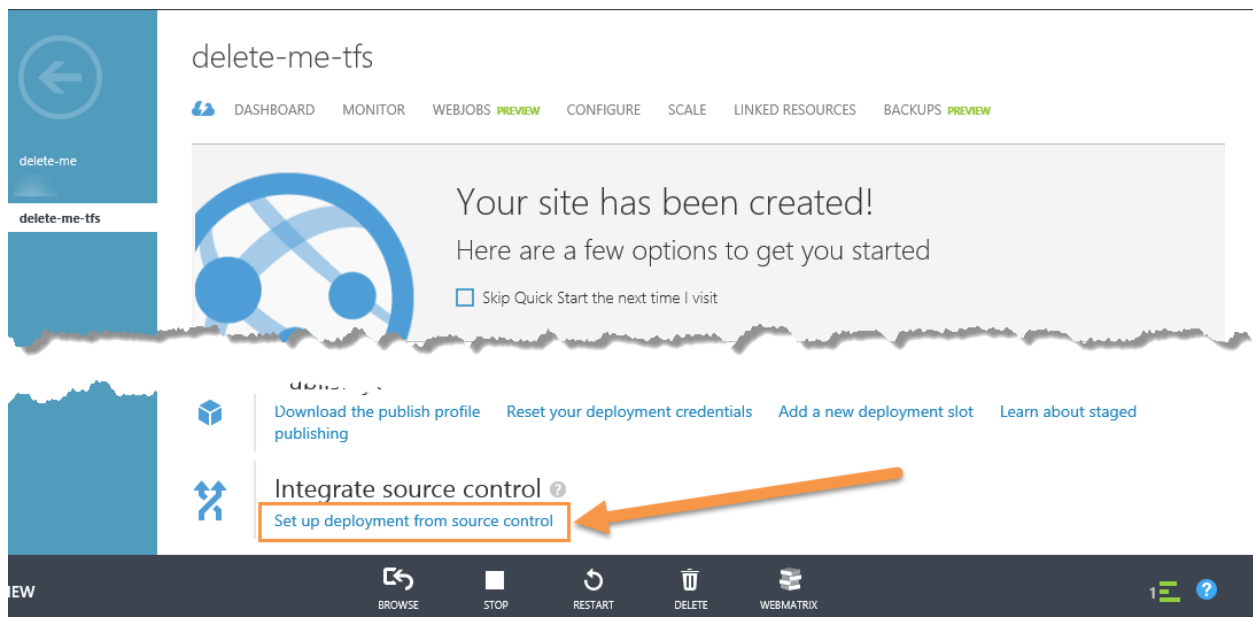 delete-me-tfs
DASHBOARD MONITOR WEBJOBS PREVIEW CONFIGURE SCALE LINKED RESOURCES BACKUPS PREVIEW
delete-me
delete-me-tfs
Your site has been created!
Here are a few options to get you started
Skip Quick Start the next time I visit
Download the publish profile Reset your deployment credentials Add a new deployment slot Learn about staged
publishing
Integrate source control ?
Set up deployment from source control
IEW
BROWSE STOP RESTART DELETE WEBMATRIX
1 ?